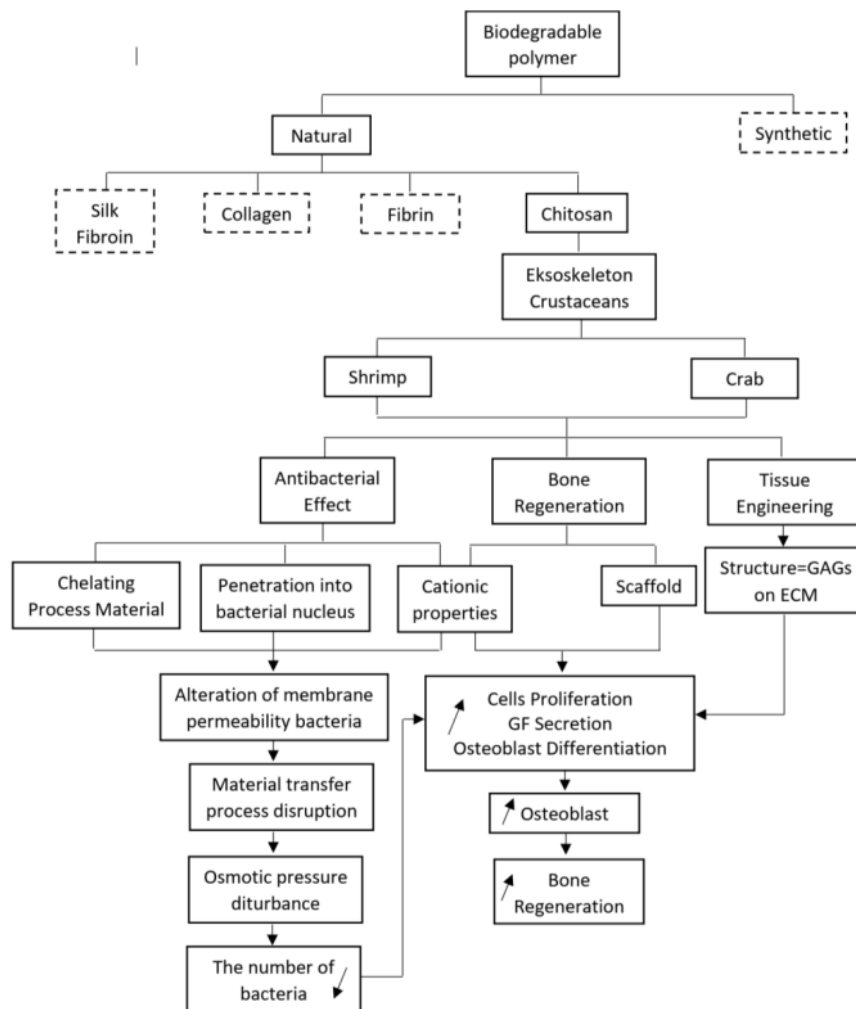 Biodegradable
polymer
Natural
Synthetic
Silk
Fibroin
Collagen
Fibrin
Chitosan
Eksoskeleton
Crustaceans
Shrimp
Crab
Antibacterial
Effect
Bone
Regeneration
Tissue
Engineering
Chelating
Process Material
Penetration into
bacterial nucleus
Cationic
properties
Scaffold
Structure=GAGs
on ECM
Alteration of membrane
permeability bacteria
Cells Proliferation
GF Secretion
Osteoblast Differentiation
Material transfer
process disruption
Osteoblast
Osmotic pressure
diturbance
Bone
Regeneration
The number of
bacteria